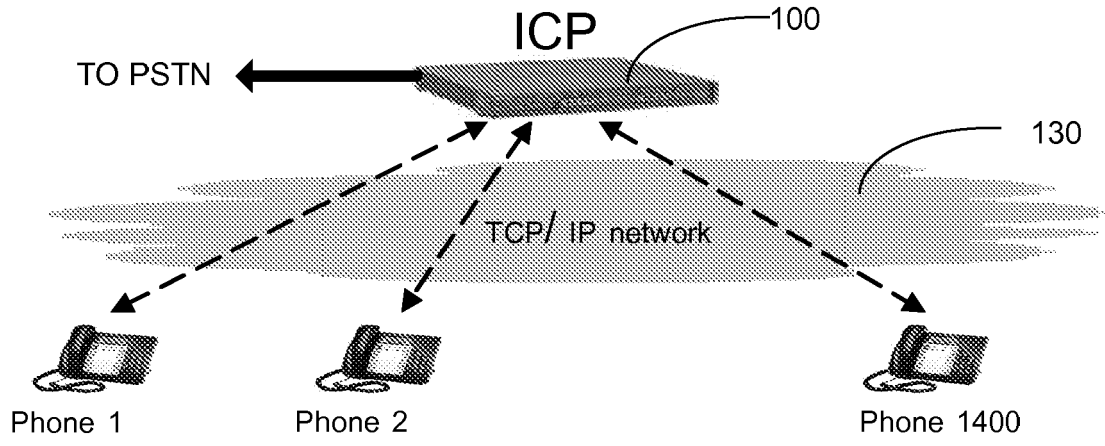 ICP
100
TO PSTN
130
TCP/ IP network
Phone 1
Phone 2
Phone 1400